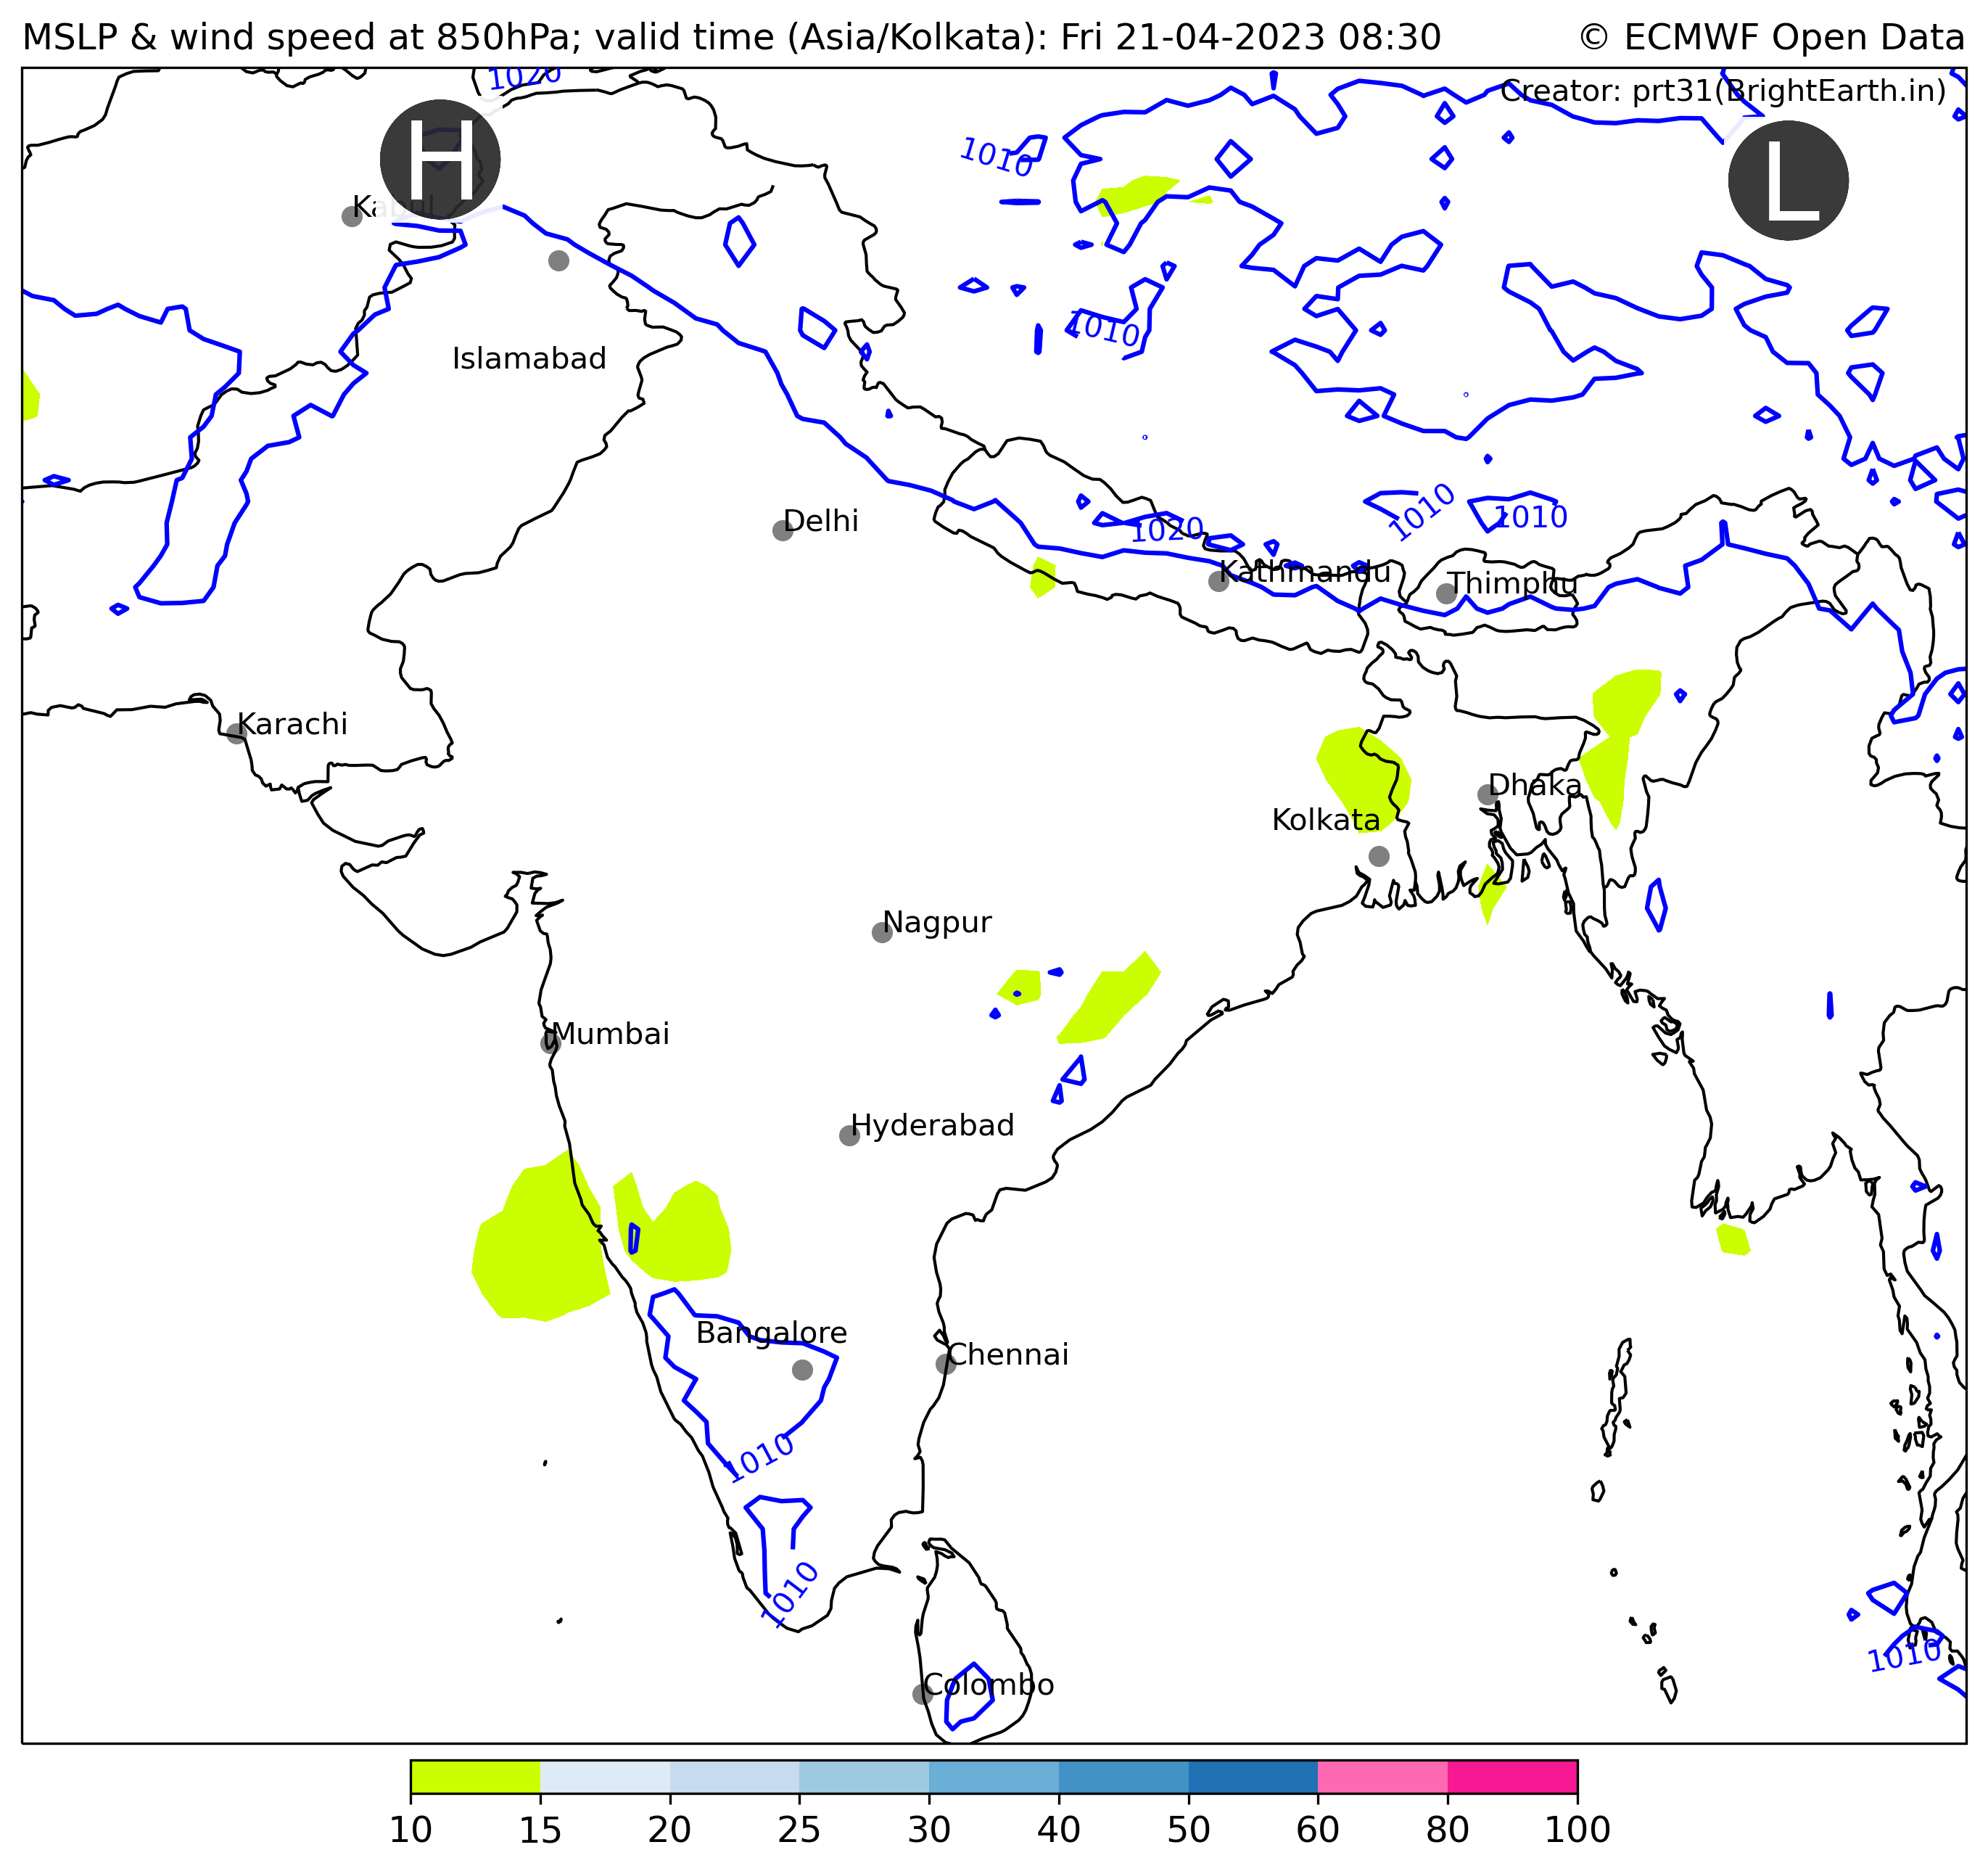 MSLP & wind speed at 850hPa; valid time (Asia/Kolkata): Fri 21-04-2023 08:30
© ECMWF Open Data
1020
Creator: prt31(BrightEarth.in)
H
L
1010
Kabul
1010
Islamabad
1010
1010
Delhi
1020
Kathmandu
Thimphu
Karachi
Dhaka
Kolkata
Nagpur
Mumbai
Hyderabad
Bangalore
Chennai
1010
1010
1010
Colombo
10 15 20 25 30 40 50 60 80 100